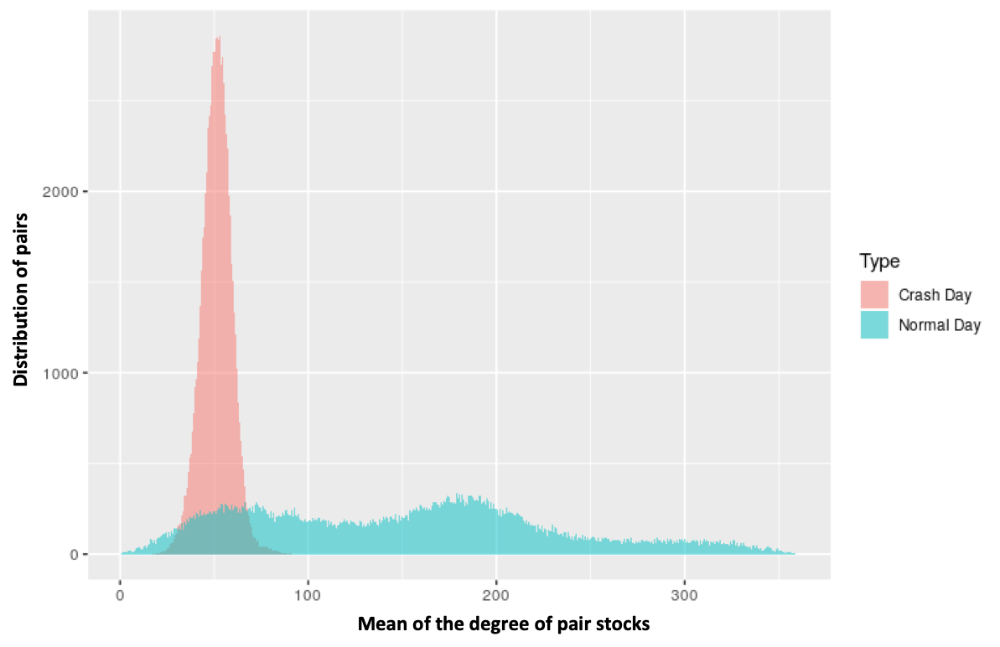 Distribution of pairs
2000
1000
0
0
100
200
300
Mean of the degree of pair stocks
Type
Crash Day
Normal Day